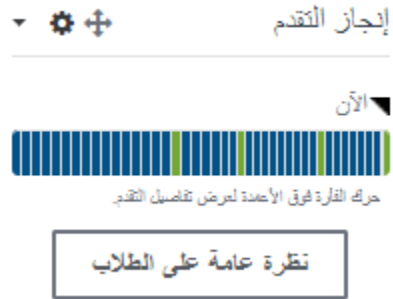 إنجاز التقدم
الآن
حرك الفأرة فوق الأعمدة لعرض تفاصيل التقدم.
نظرة عامة على الطلاب